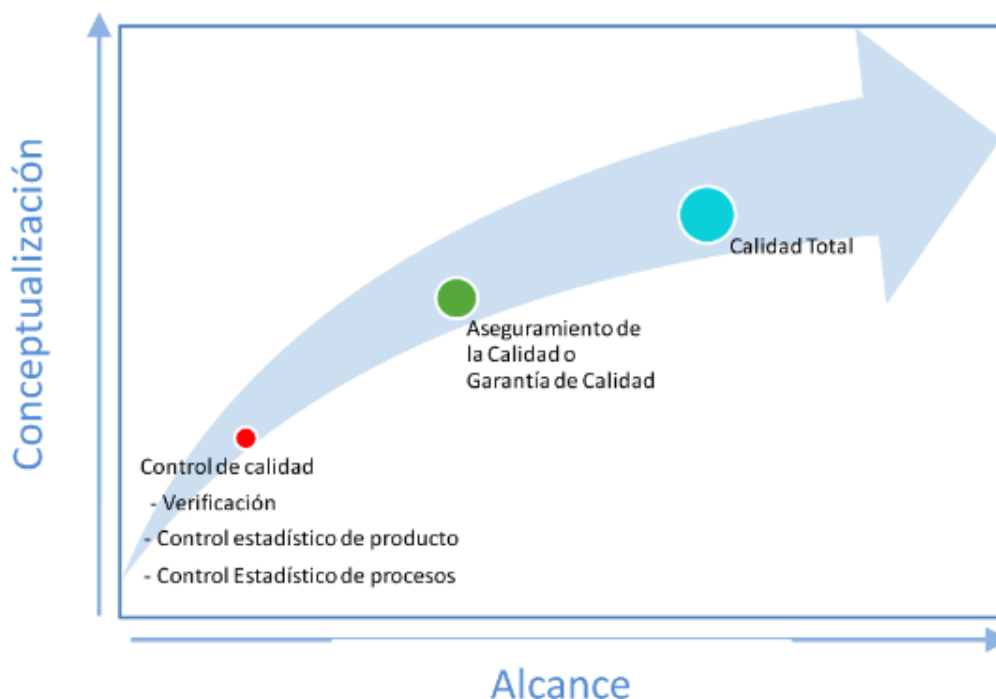 Conceptualización
Calidad Total
Aseguramiento de
la Calidad o
Garantía de Calidad
Control de calidad
- Verificación
- Control estadístico de producto
- Control Estadístico de procesos
Alcance